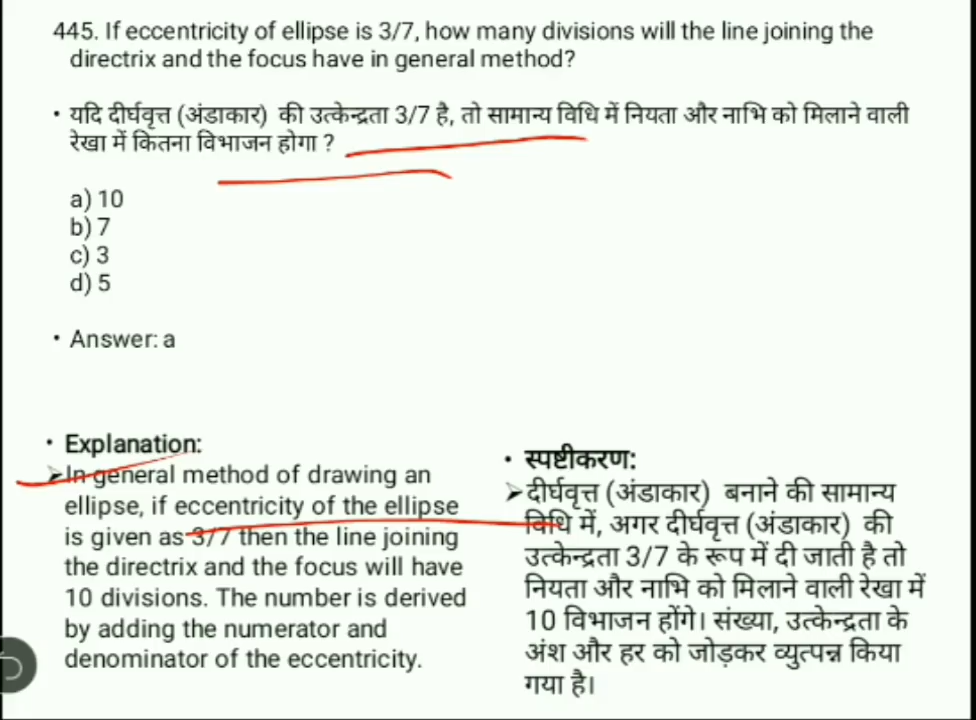 445. If eccentricity of ellipse is 3/7, how many divisions will the line joining the
directrix and the focus have in general method?
• यदि दीर्घवृत्त (अंडाकार) की उत्केन्द्रता 3/7 है, तो सामान्य विधि में नियता और नाभि को मिलाने वाली
रेखा में कितना विभाजन होगा ?
a) 10
b) 7
c) 3
d) 5
• Answer: a
• Explanation:
➤In general method of drawing an
ellipse, if eccentricity of the ellipse
is given as 3/7 then the line joining
the directrix and the focus will have
10 divisions. The number is derived
by adding the numerator and
denominator of the eccentricity.
• स्पष्टीकरण:
➤दीर्घवृत्त (अंडाकार) बनाने की सामान्य
विधि में, अगर दीर्घवृत्त (अंडाकार) की
उत्केन्द्रता 3/7 के रूप में दी जाती है तो
नियता और नाभि को मिलाने वाली रेखा में
10 विभाजन होंगे। संख्या, उत्केन्द्रता के
अंश और हर को जोड़कर व्युत्पन्न किया
गया है।